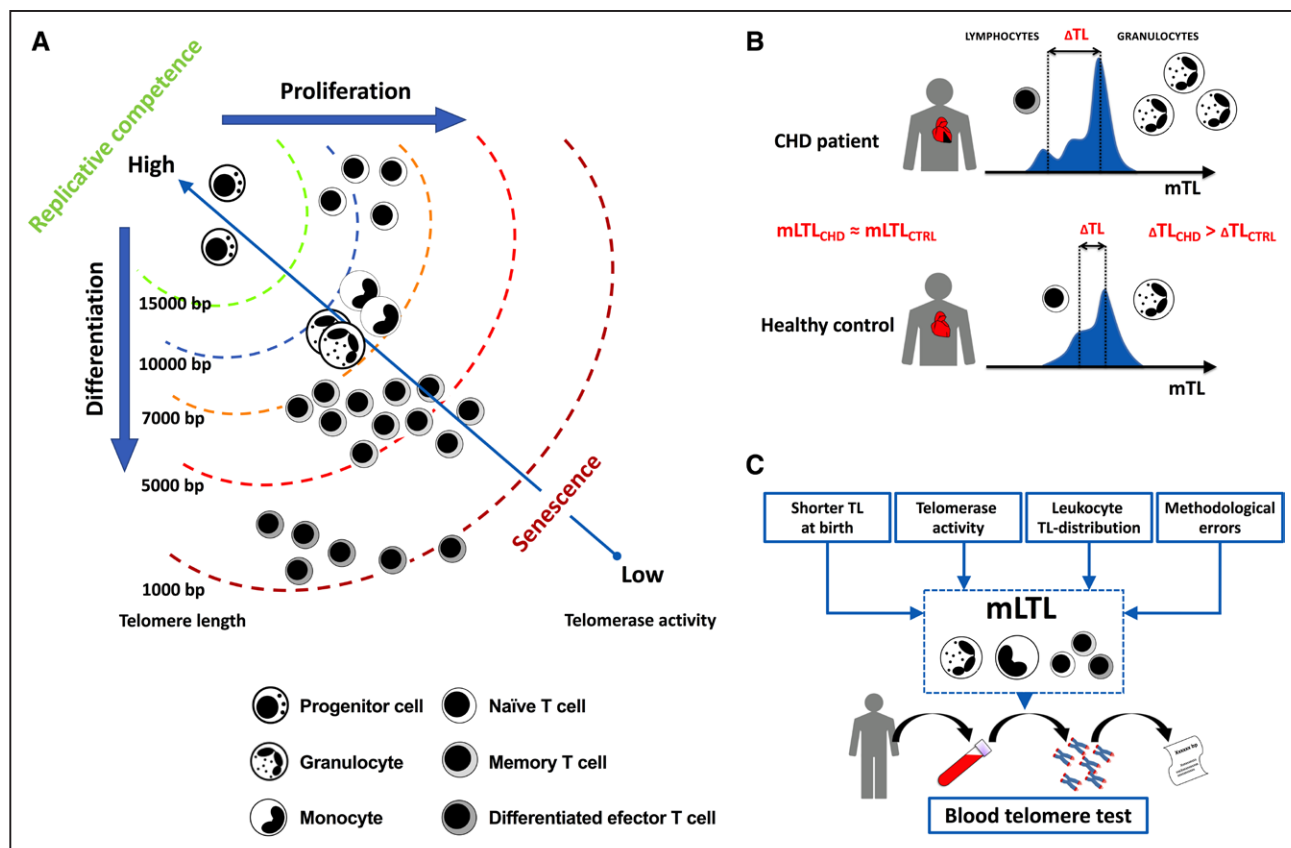 A
Replicative competence
Proliferation
High
Differentiation
15000 bp
10000 bp
7000 bp
5000 bp
1000 bp
Senescence
Low
Telomere length
Telomerase activity
Progenitor cell
Naïve T cell
Granulocyte
Memory T cell
Monocyte
Differentiated efector T cell
B
LYMPHOCYTES
ΔTL
GRANULOCYTES
CHD patient
mTL
mLTLCHD ≈ mLTLCTRL
ΔTL
ΔTLCHD > ΔTLCTRL
Healthy control
mTL
C
Shorter TL
at birth
Telomerase
activity
Leukocyte
TL-distribution
Methodological
errors
mLTL
Blood telomere test